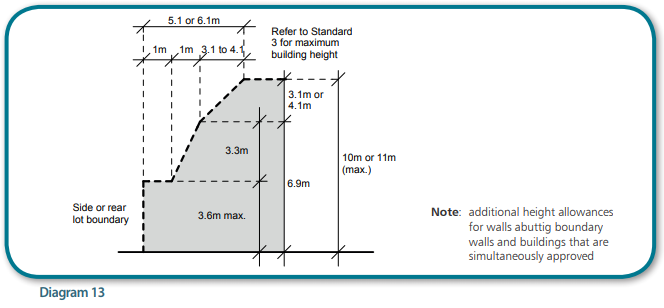 5.1 or 6.1m
1m
1m
3.1 to 4.1
Refer to Standard
3 for maximum
building height
3.1m or
4.1m
3.3m
10m or 11m
(max.)
6.9m
Side or rear
lot boundary
3.6m max.
Note: additional height allowances
for walls abuttig boundary
walls and buildings that are
simultaneously approved
Diagram 13